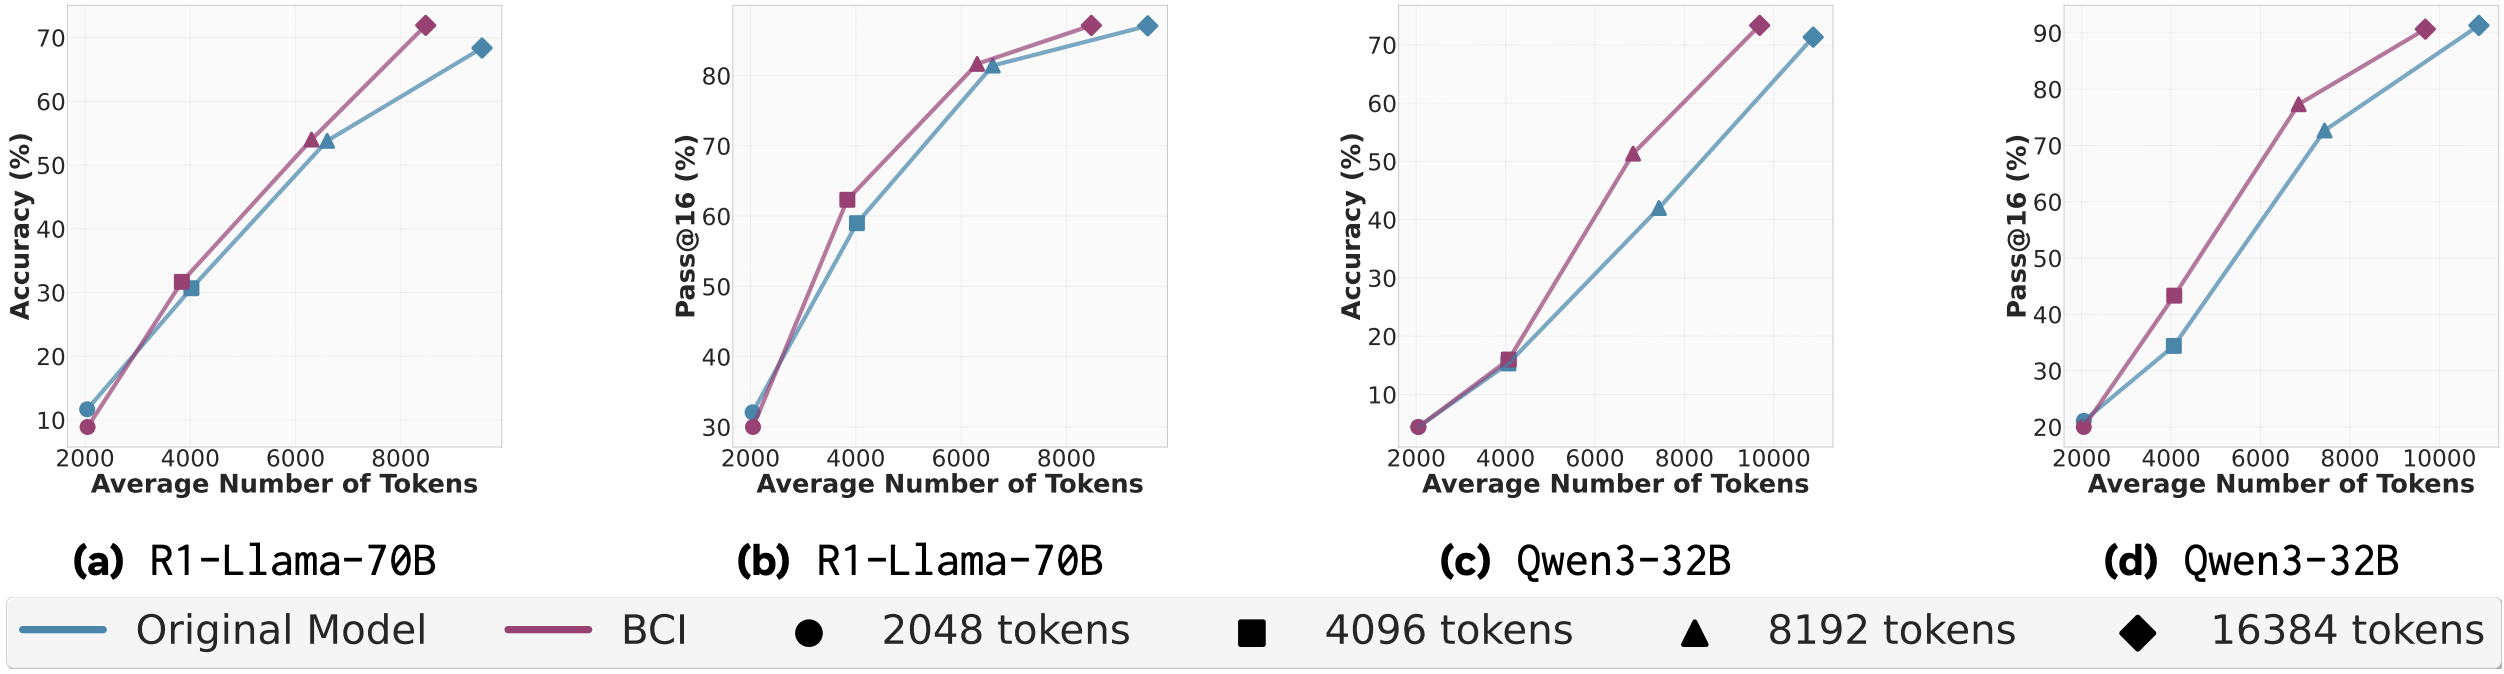 Accuracy (%)
70
60
50
40
30
20
10
2000 4000 6000 8000
Average Number of Tokens
(a) R1-Llama-70B
Pass@16 (%)
80
70
60
50
40
30
2000 4000 6000 8000
Average Number of Tokens
(b) R1-Llama-70B
Accuracy (%)
70
60
50
40
30
20
10
2000 4000 6000 8000 10000
Average Number of Tokens
(c) Qwen3-32B
Pass@16 (%)
90
80
70
60
50
40
30
20
2000 4000 6000 8000 10000
Average Number of Tokens
(d) Qwen3-32B
Original Model BCI 2048 tokens 4096 tokens 8192 tokens 16384 tokens